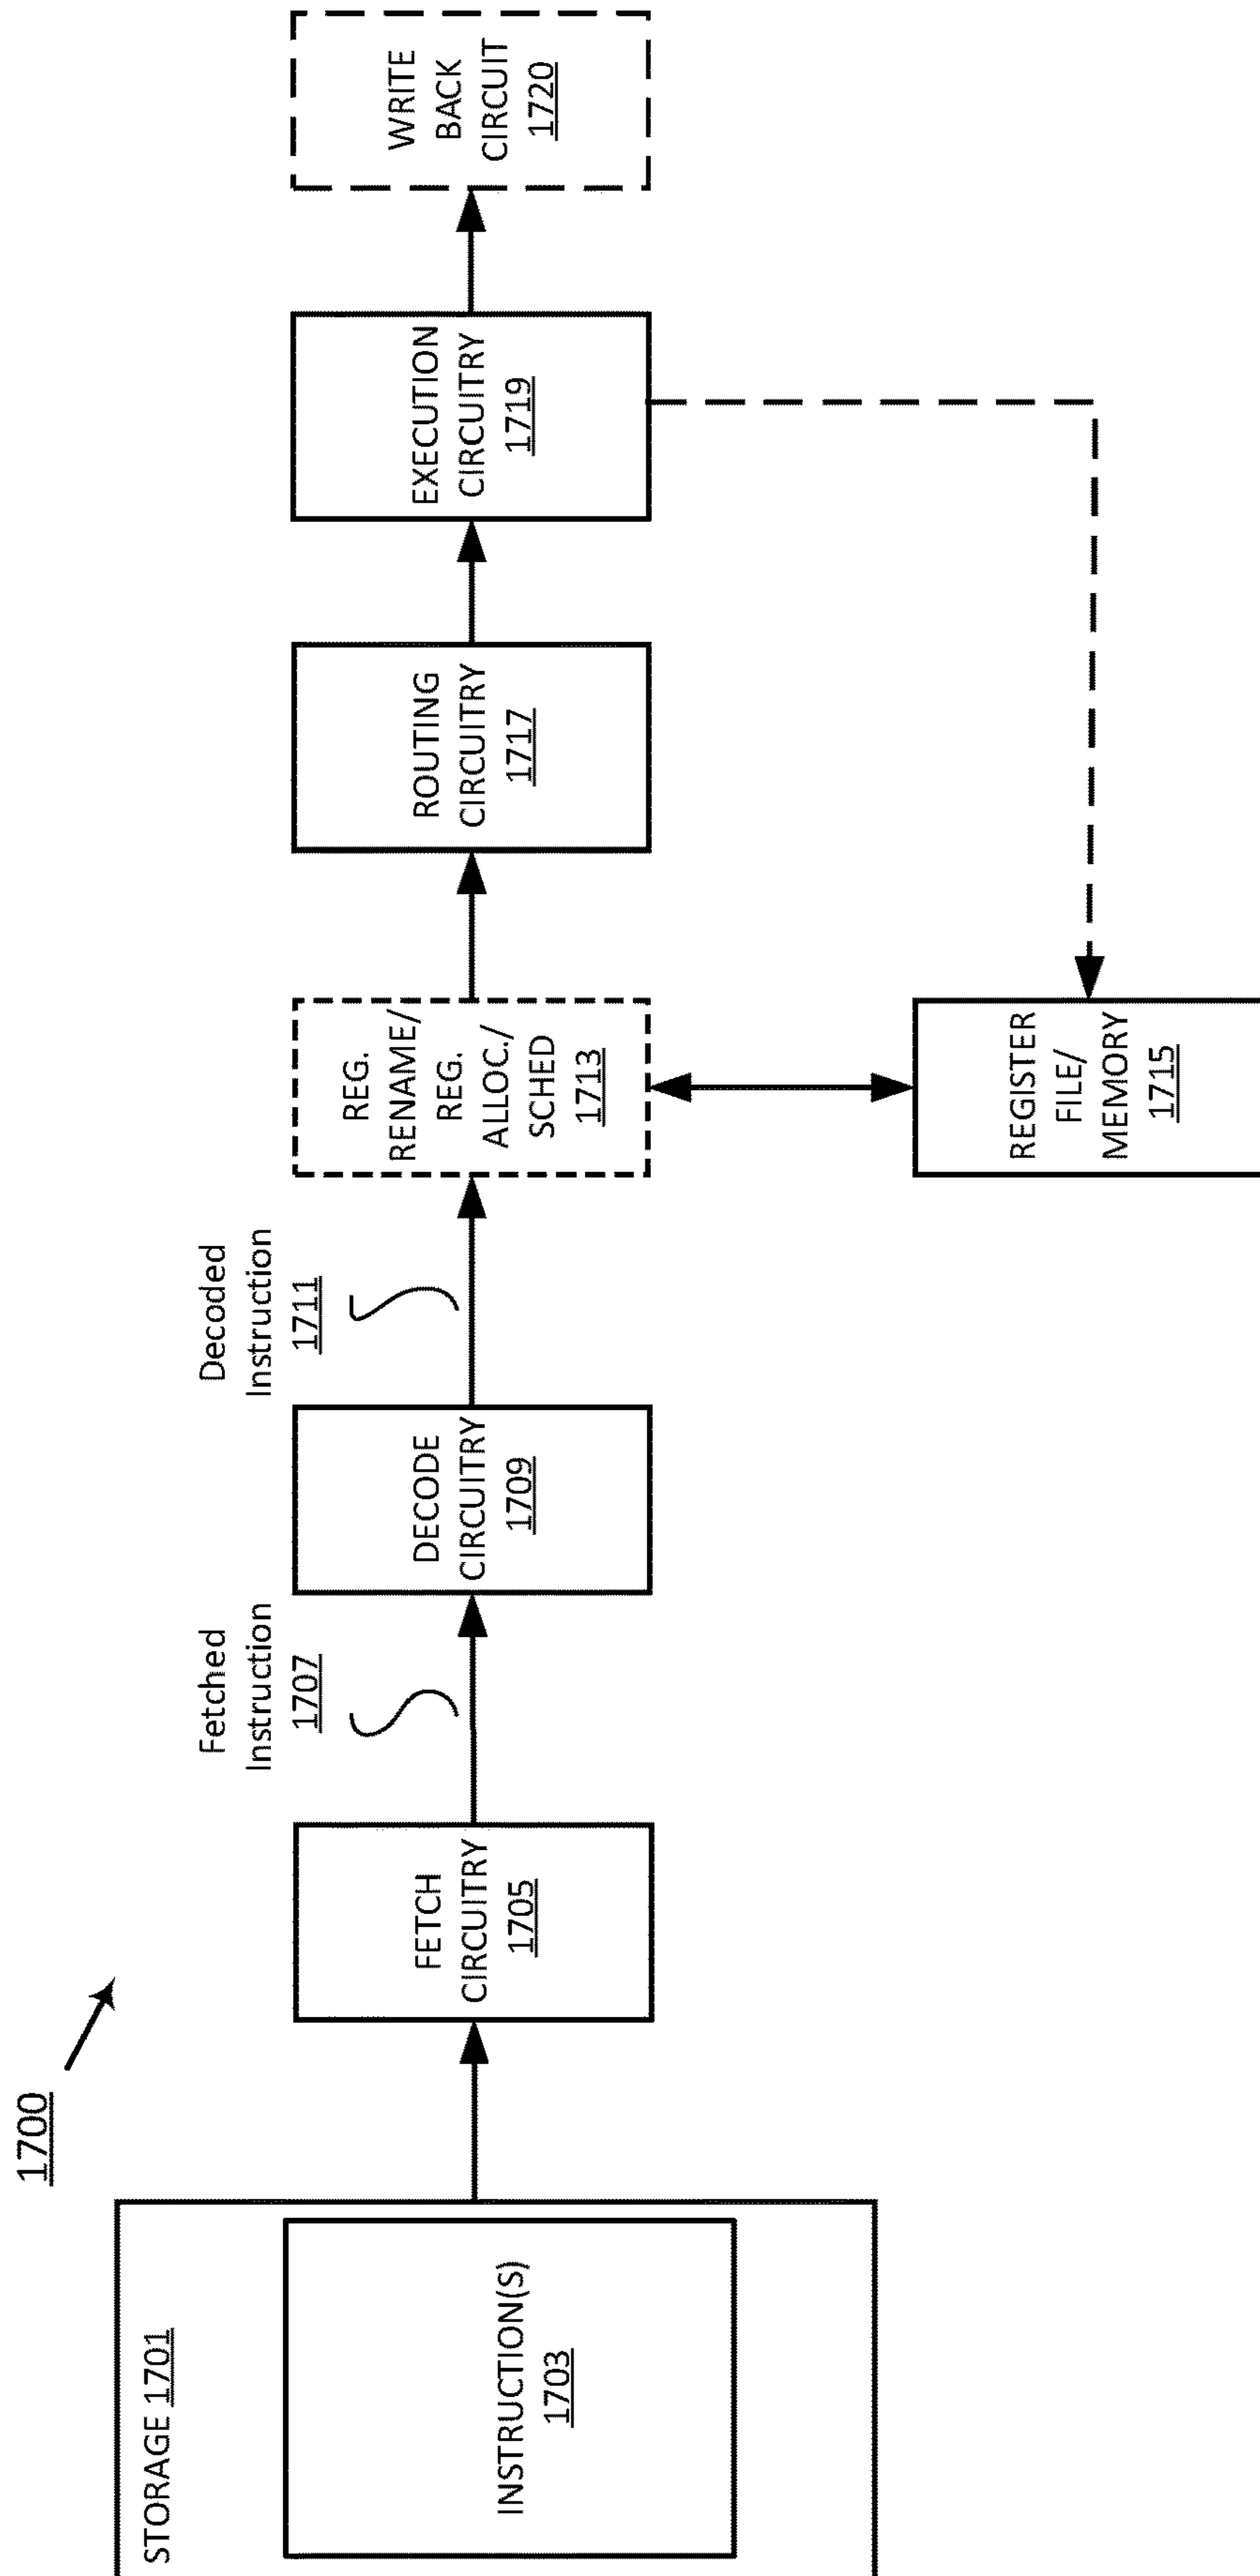 1700
STORAGE 1701
INSTRUCTION(S)
1703
FETCH
CIRCUITRY
1705
Fetched
Instruction
1707
DECODE
CIRCUITRY
1709
Decoded
Instruction
1711
REG.
RENAME/
REG.
ALLOC./
SCHED
1713
REGISTER
FILE/
MEMORY
1715
ROUTING
CIRCUITRY
1717
EXECUTION
CIRCUITRY
1719
WRITE
BACK
CIRCUIT
1720